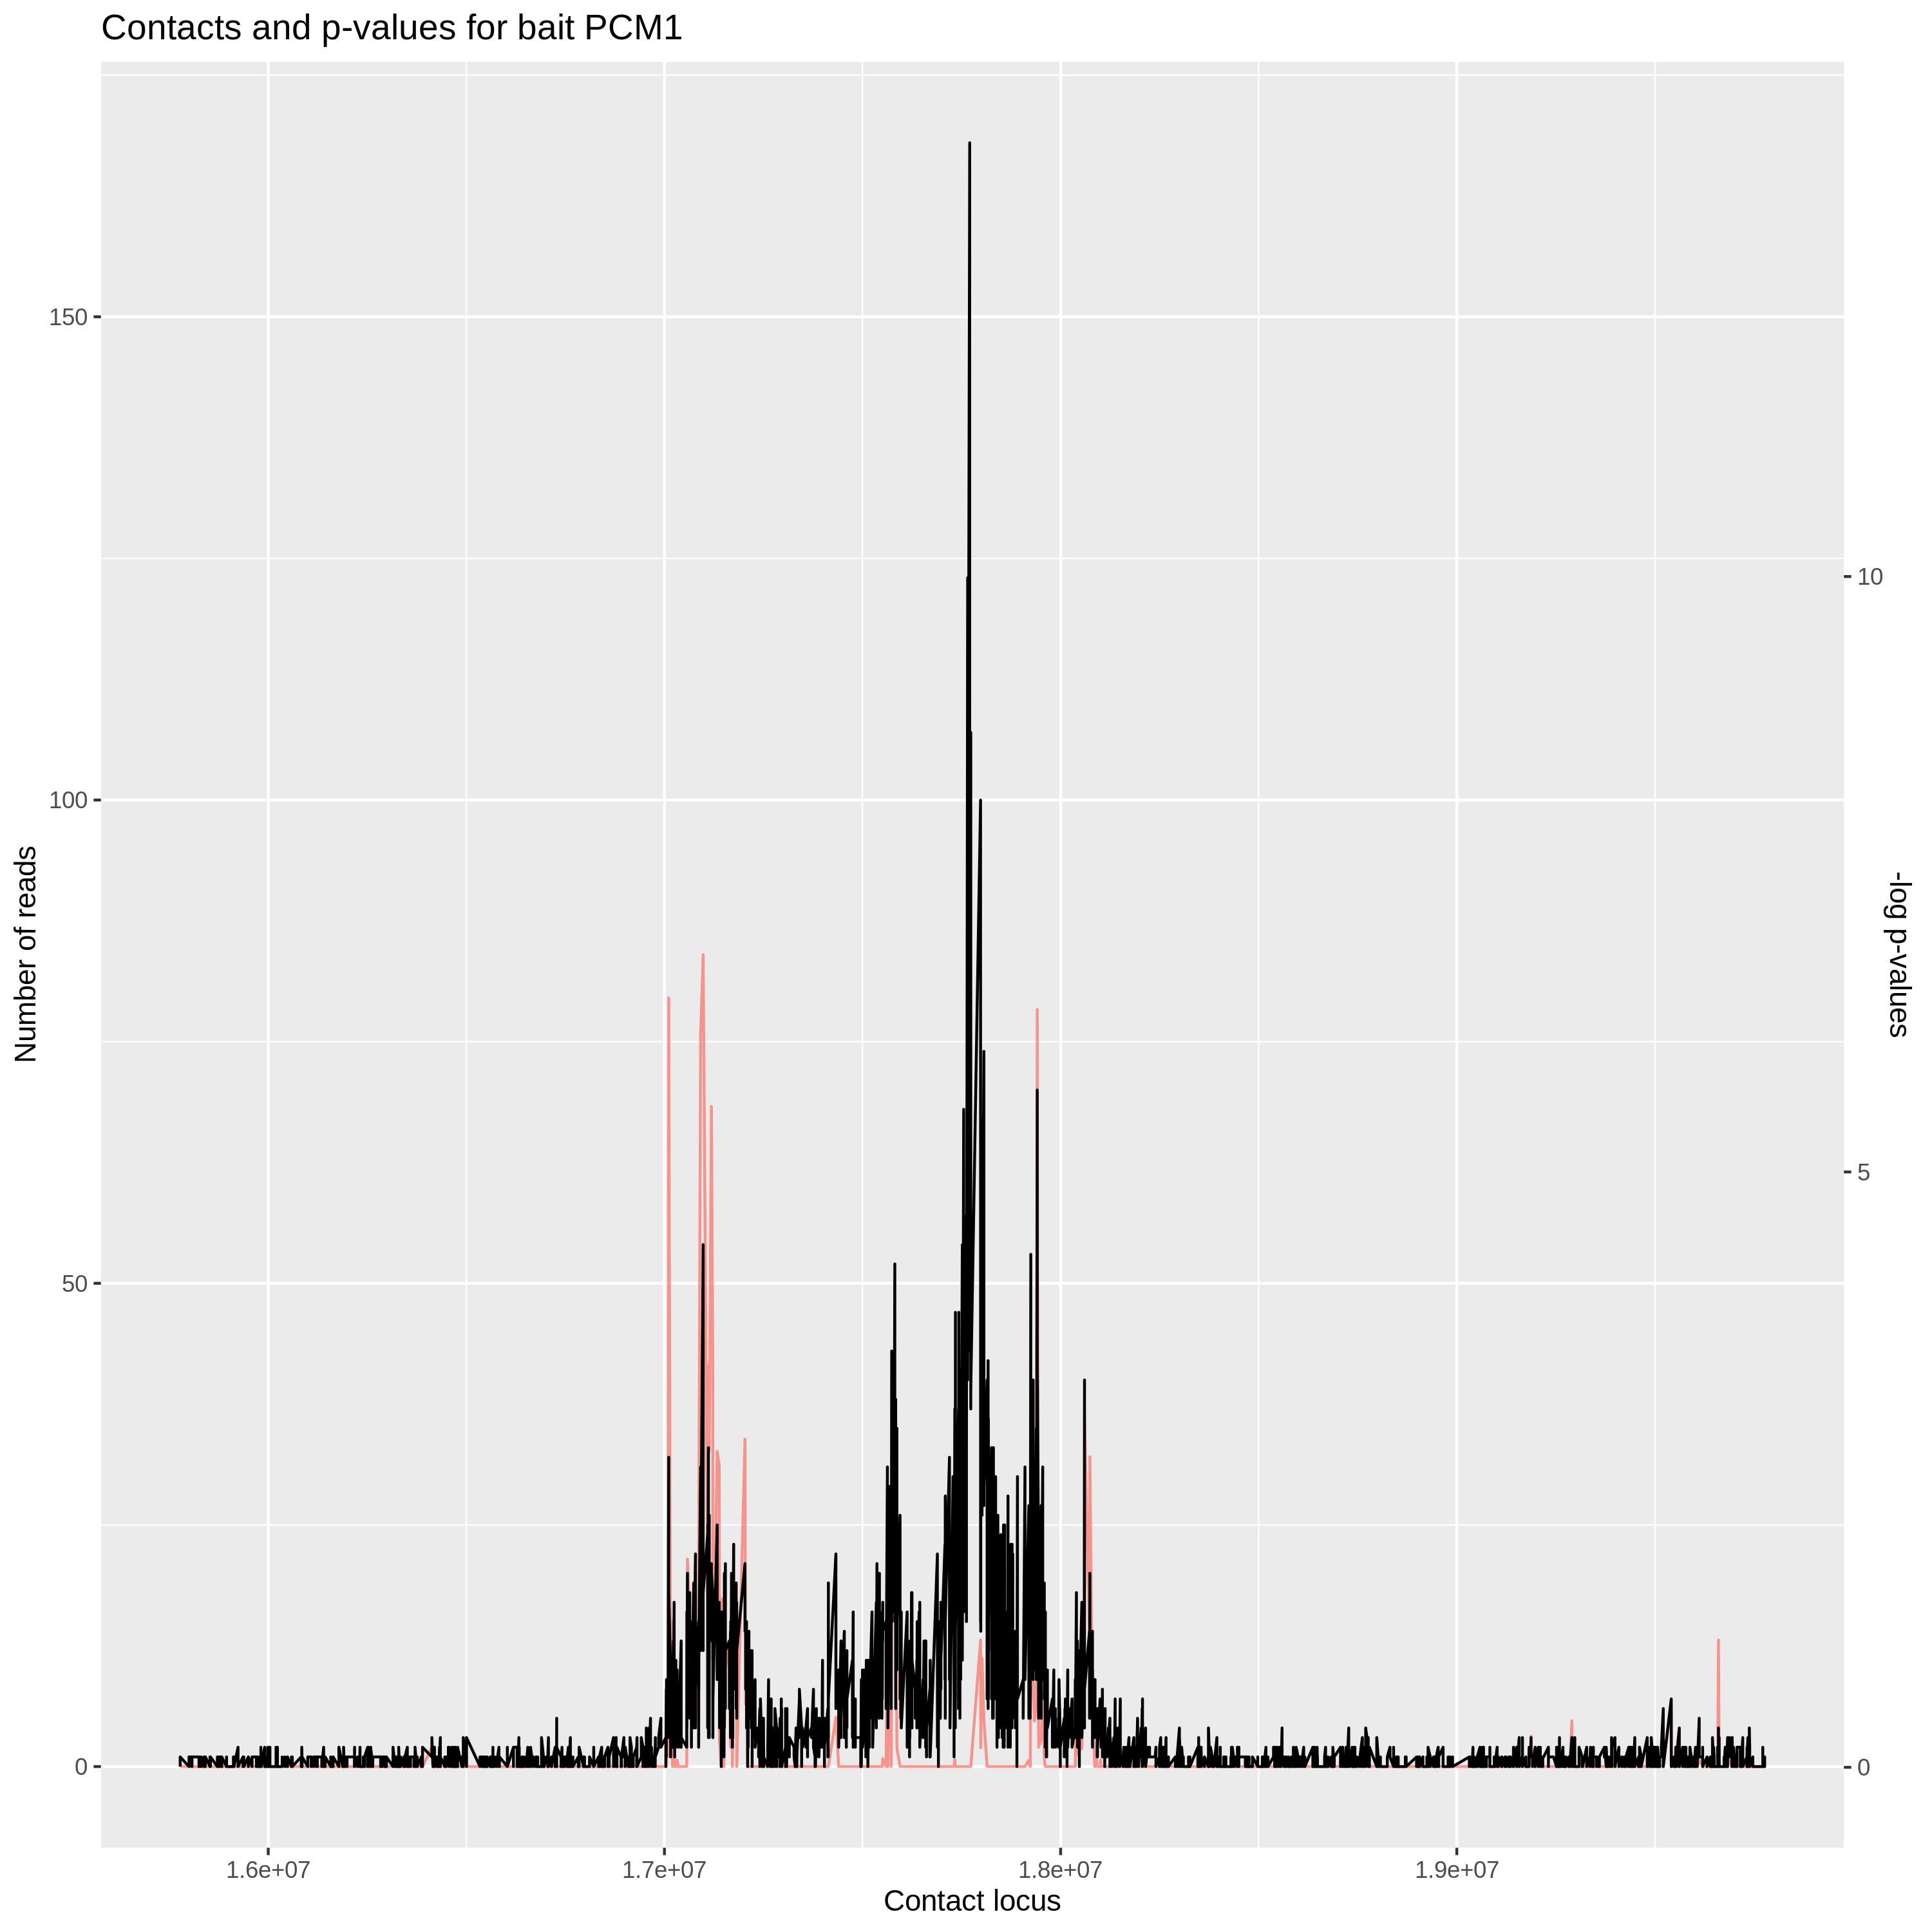 Contacts and p-values for bait PCM1
150
100
50
0
Number of reads
10
5
0
-log p-values
1.6e+07
1.7e+07
1.8e+07
1.9e+07
Contact locus